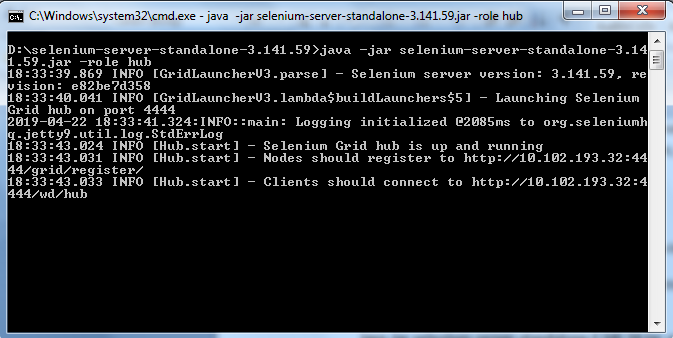 C:\Windows\system32\cmd.exe - java -jar selenium-server-standalone-3.141.59.jar -role hub
D:\selenium-server-standalone-3.141.59>java -jar selenium-server-standalone-3.14
1.59.jar -role hub
18:33:39.869 INFO [GridLauncherV3.parse] - Selenium server version: 3.141.59, re
vision: e82be7d358
18:33:40.041 INFO [GridLauncherV3.lambda$buildLaunchers$5] - Launching Selenium
Grid hub on port 4444
2019-04-22 18:33:41.324:INFO::main: Logging initialized @2085ms to org.seleniumh
q.jetty9.util.log.StdErrLog
18:33:43.024 INFO [Hub.start] - Selenium Grid hub is up and running
18:33:43.031 INFO [Hub.start] - Nodes should register to http://10.102.193.32:44
44/grid/register/
18:33:43.033 INFO [Hub.start] - Clients should connect to http://10.102.193.32:4
444/wd/hub